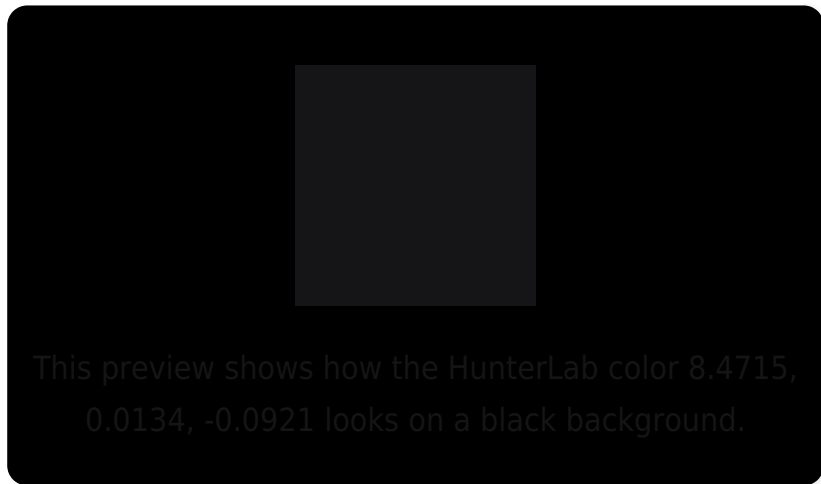 This preview shows how the HunterLab color 8.4715,
0.0134, -0.0921 looks on a black background.